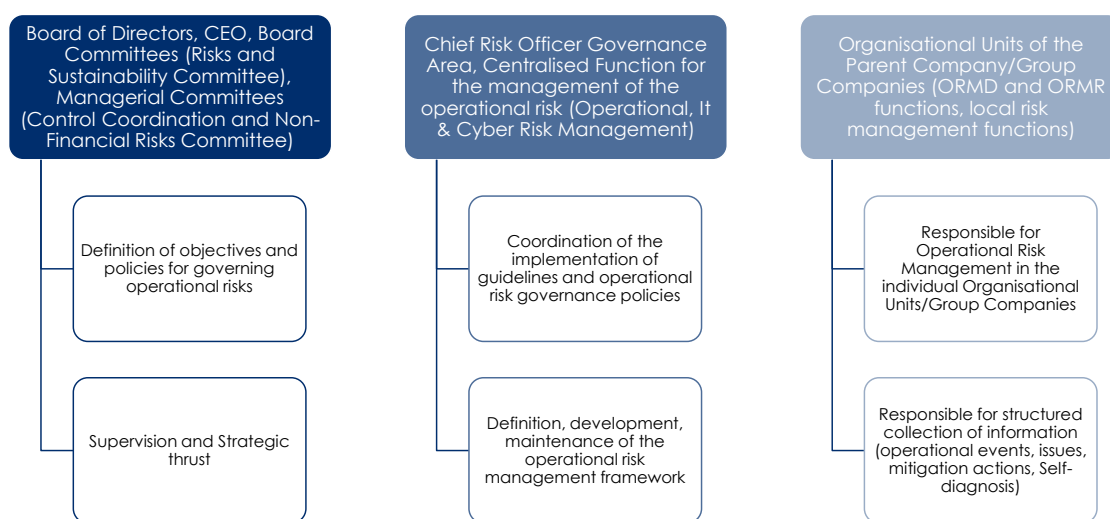 Board of Directors, CEO, Board
Committees (Risks and
Sustainability Committee),
Managerial Committees
(Control Coordination and Non-
Financial Risks Committee)
Definition of objectives and
policies for governing
operational risks
Supervision and Strategic
thrust
Chief Risk Officer Governance
Area, Centralised Function for
the management of the
operational risk (Operational, It
& Cyber Risk Management)
Coordination of the
implementation of
guidelines and operational
risk governance policies
Definition, development,
maintenance of the
operational risk
management framework
Organisational Units of the
Parent Company/Group
Companies (ORMD and ORMR
functions, local risk
management functions)
Responsible for
Operational Risk
Management in the
individual Organisational
Units/Group Companies
Responsible for structured
collection of information
(operational events, issues,
mitigation actions, Self-
diagnosis)